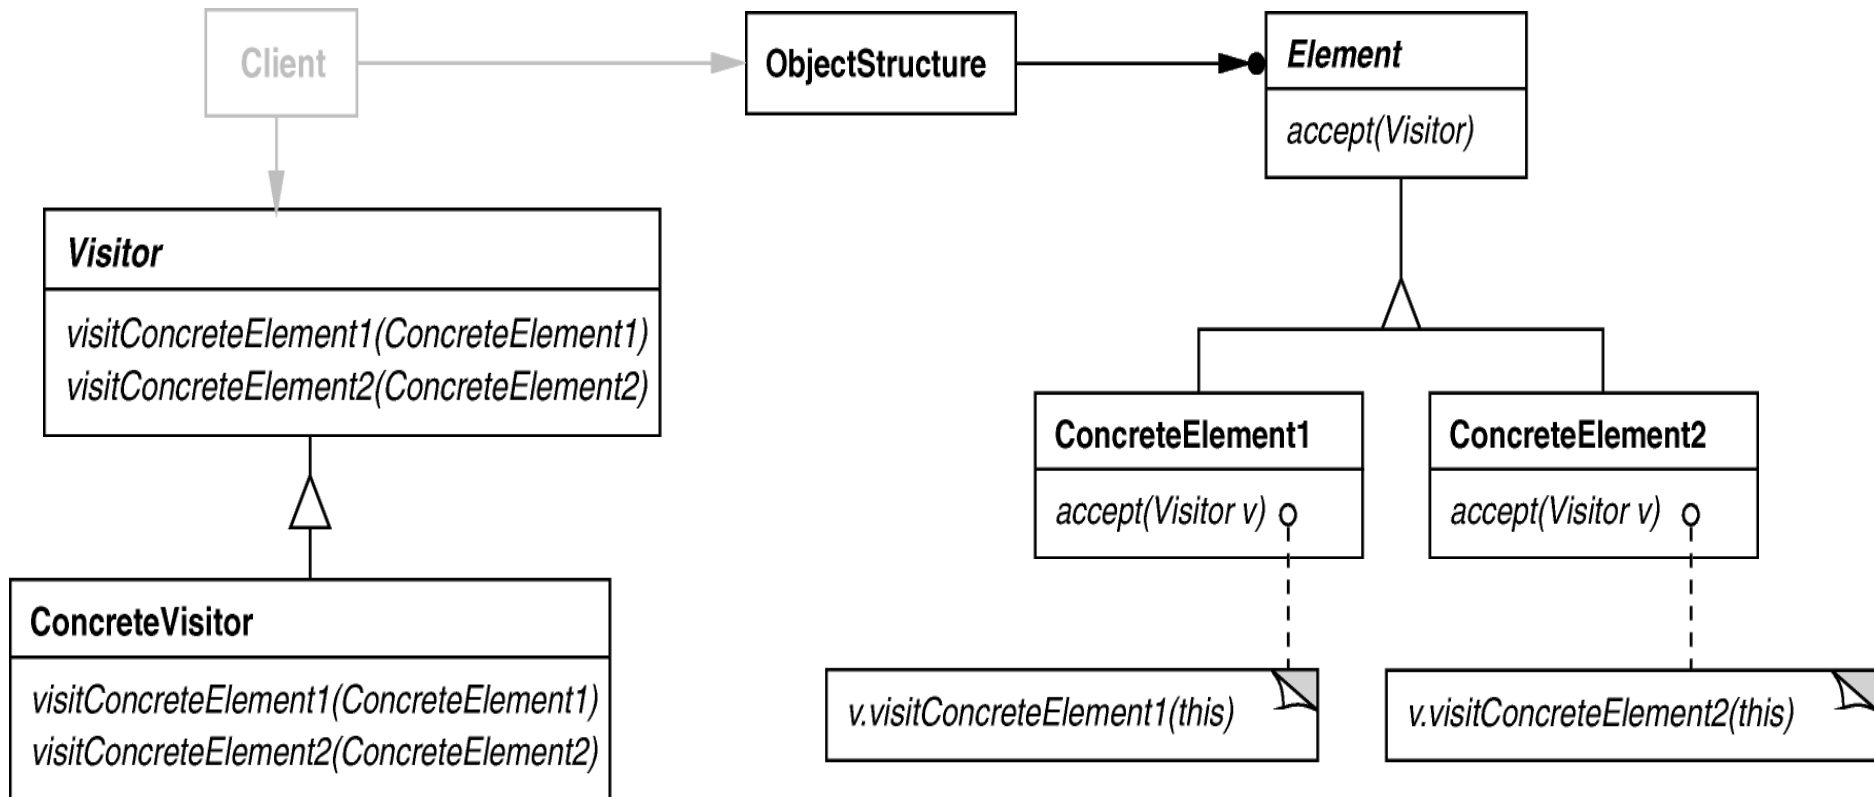 Client
ObjectStructure
Element
accept(Visitor)
Visitor
visitConcreteElement1(ConcreteElement1)
visitConcreteElement2(ConcreteElement2)
ConcreteElement1
accept(Visitor v)
ConcreteElement2
accept(Visitor v)
ConcreteVisitor
visitConcreteElement1(ConcreteElement1)
visitConcreteElement2(ConcreteElement2)
v.visitConcreteElement1(this)
v.visitConcreteElement2(this)